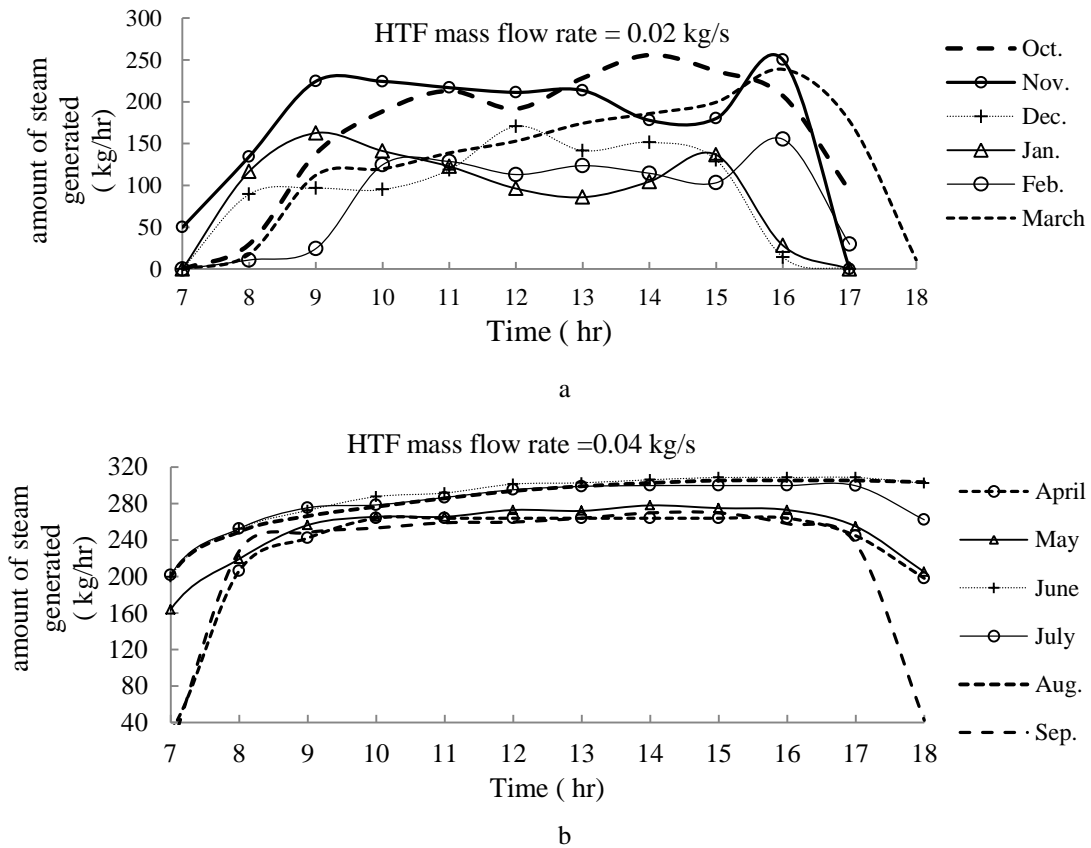 HTF mass flow rate = 0.02 kg/s
amount of steam
generated
( kg/hr)
300
250
200
150
100
50
0
7 8 9 10 11 12 13 14 15 16 17 18
Time ( hr)
Oct.
Nov.
Dec.
Jan.
Feb.
March
a
HTF mass flow rate =0.04 kg/s
amount of steam
generated
( kg/hr)
320
280
240
200
160
120
80
40
7 8 9 10 11 12 13 14 15 16 17 18
Time ( hr)
April
May
June
July
Aug.
Sep.
b